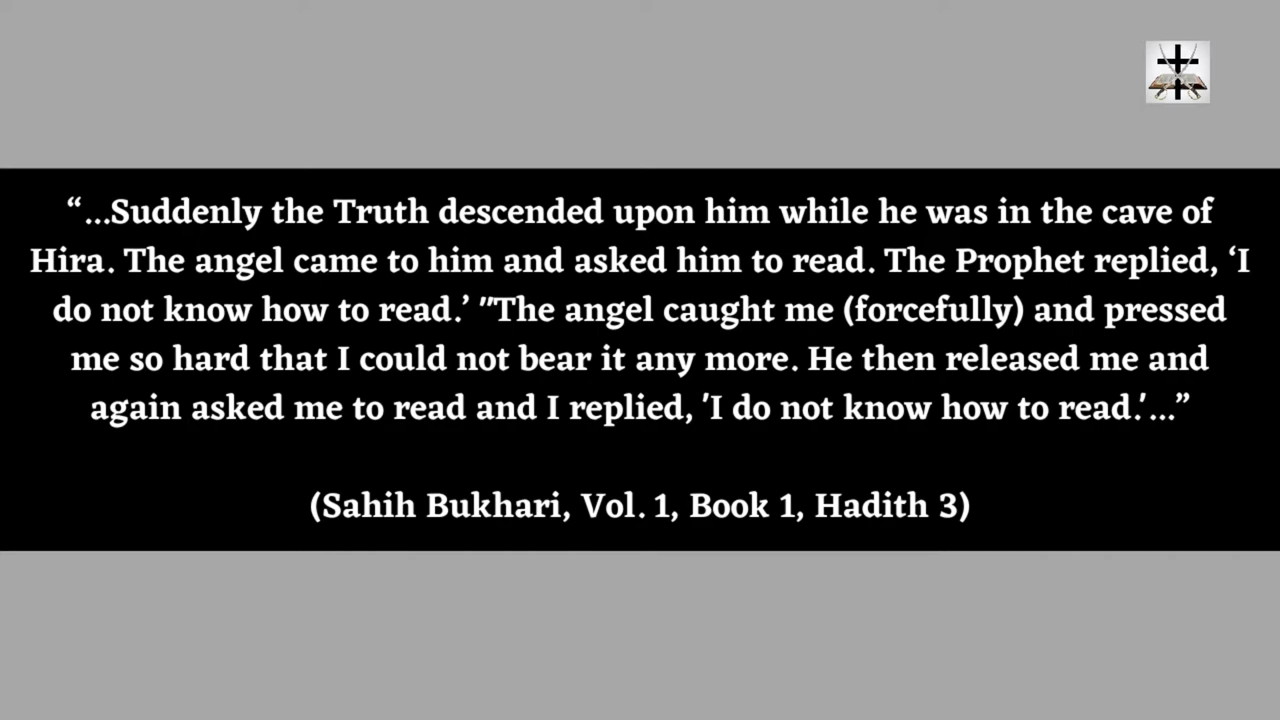 “...Suddenly the Truth descended upon him while he was in the cave of
Hira. The angel came to him and asked him to read. The Prophet replied, ‘I
do not know how to read.’ "The angel caught me (forcefully) and pressed
me so hard that I could not bear it any more. He then released me and
again asked me to read and I replied, 'I do not know how to read.'...”
(Sahih Bukhari, Vol. 1, Book 1, Hadith 3)